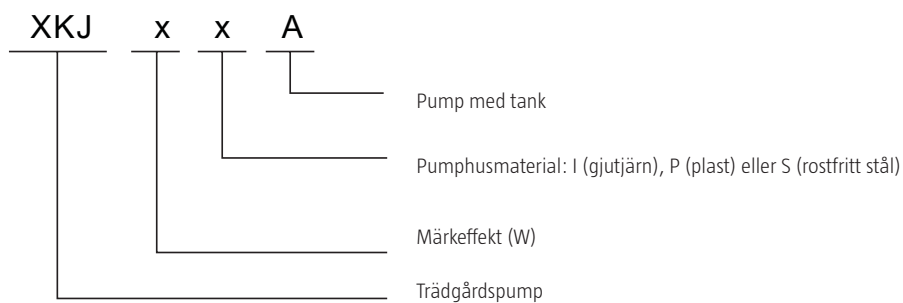 XKJ x x A
Pump med tank
Pumphusmaterial: I (gjutjärn), P (plast) eller S (rostfritt stål)
Märkeffekt (W)
Trädgårdspump